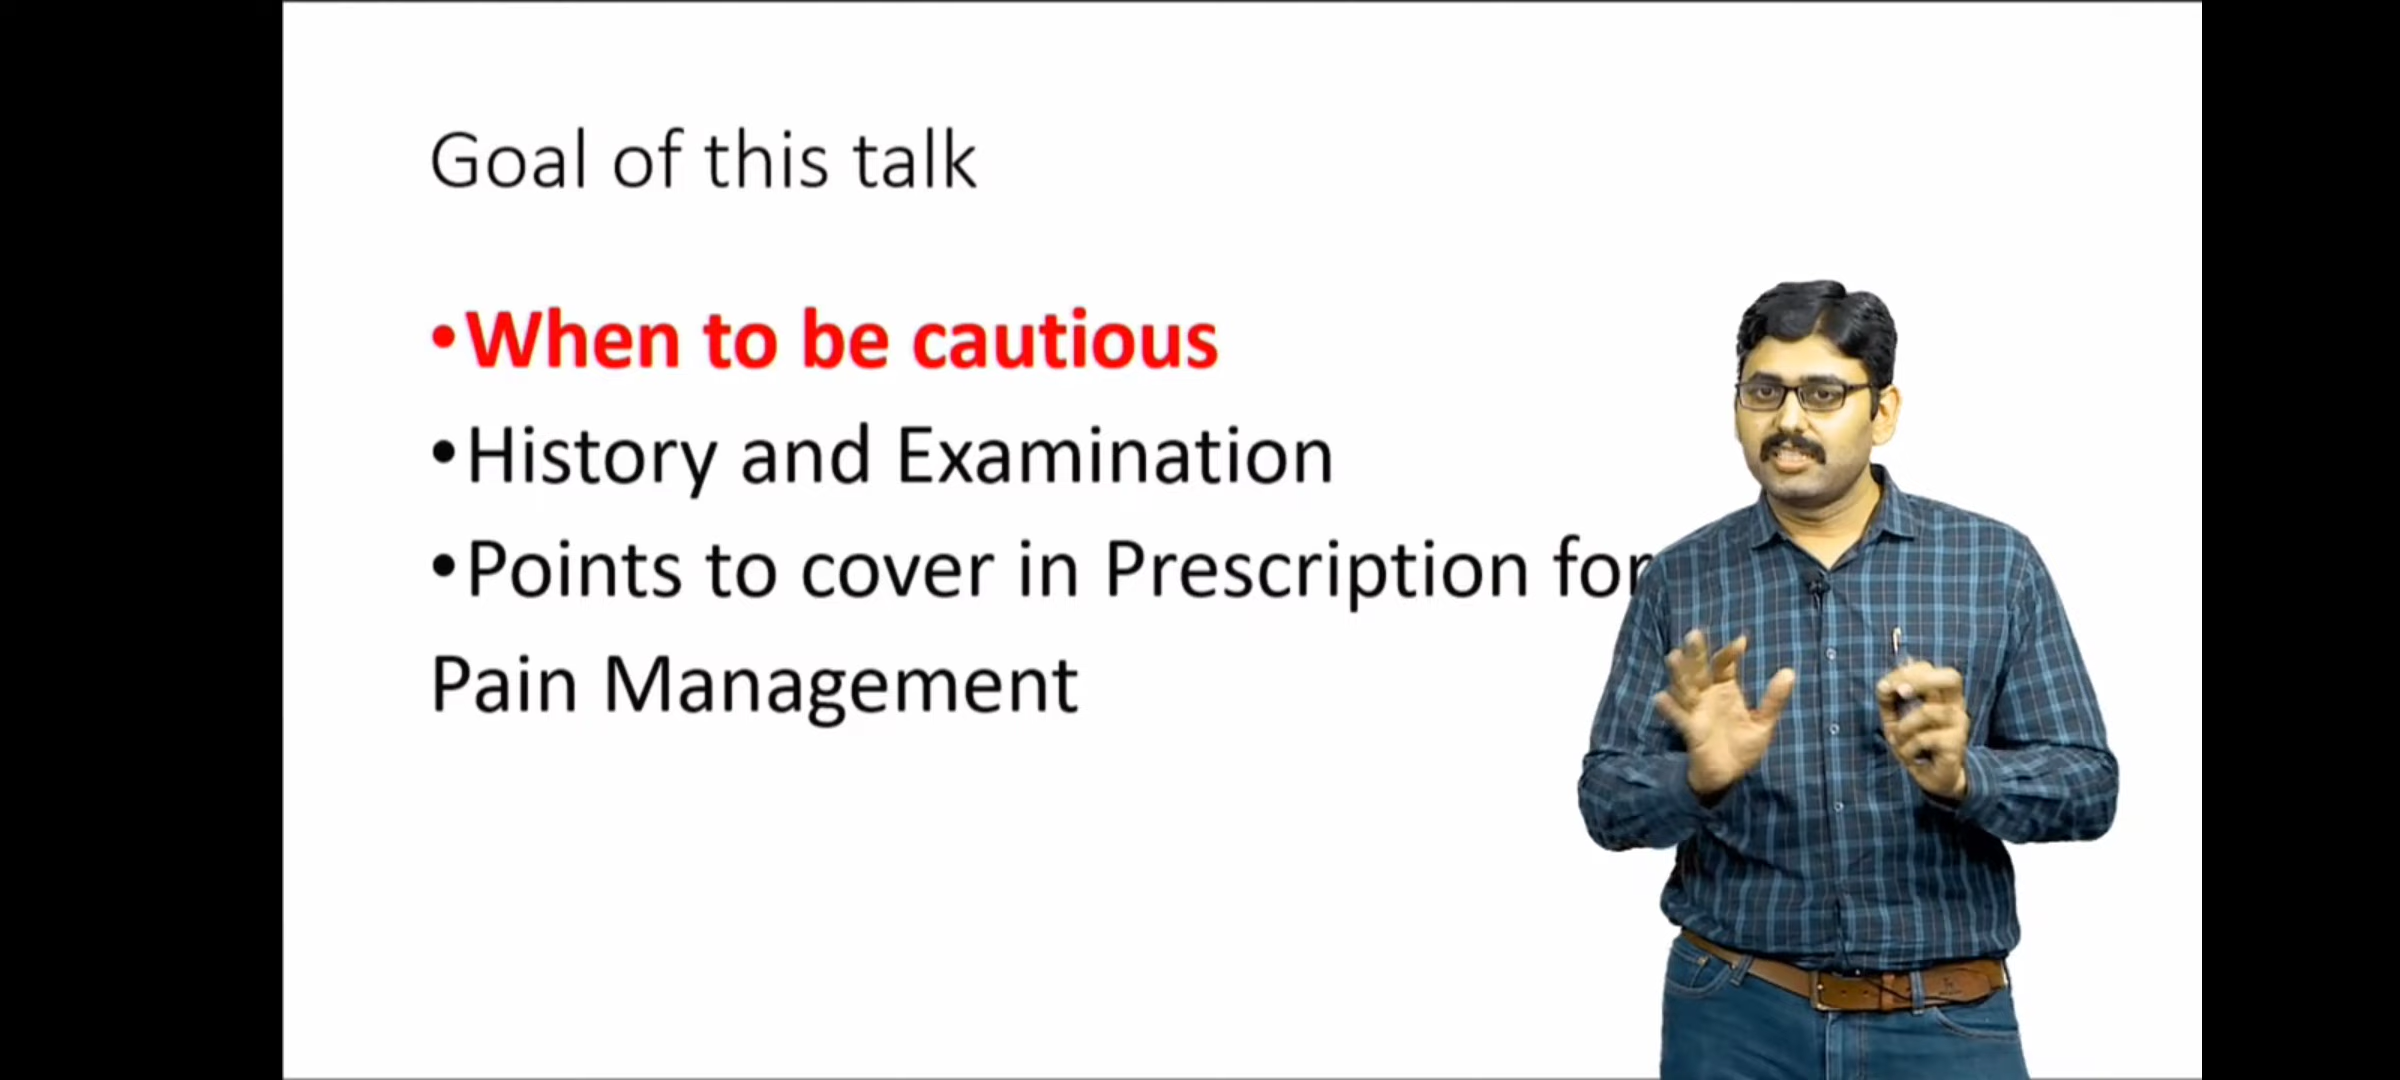 Goal of this talk
•When to be cautious
•History and Examination
•Points to cover in Prescription for
Pain Management